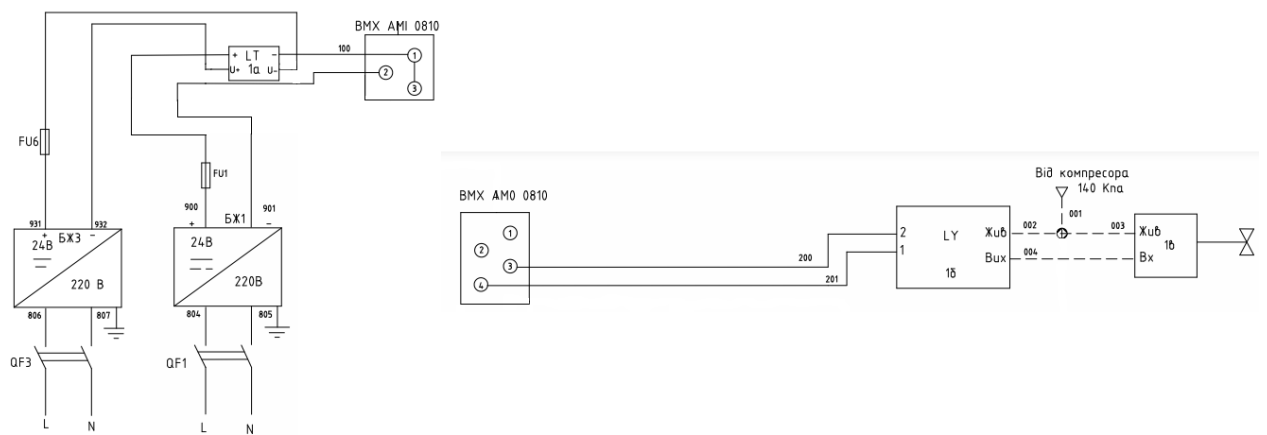 BMX AMI 0810
+ LT -
U+ 1а U-
100
1
2
3
FU6
FU1
900
901
931
932
+ БЖ3 -
24В
220 В
+ БЖ1 -
24В
220В
806
807
804
805
QF3
QF1
L
N
L
N
Від компресора
140 Кпа
BMX AMO 0810
1
2
3
4
200
201
2
1
LY
1б
Жив
Вих
002
001
003
004
Жив
1в
Вх